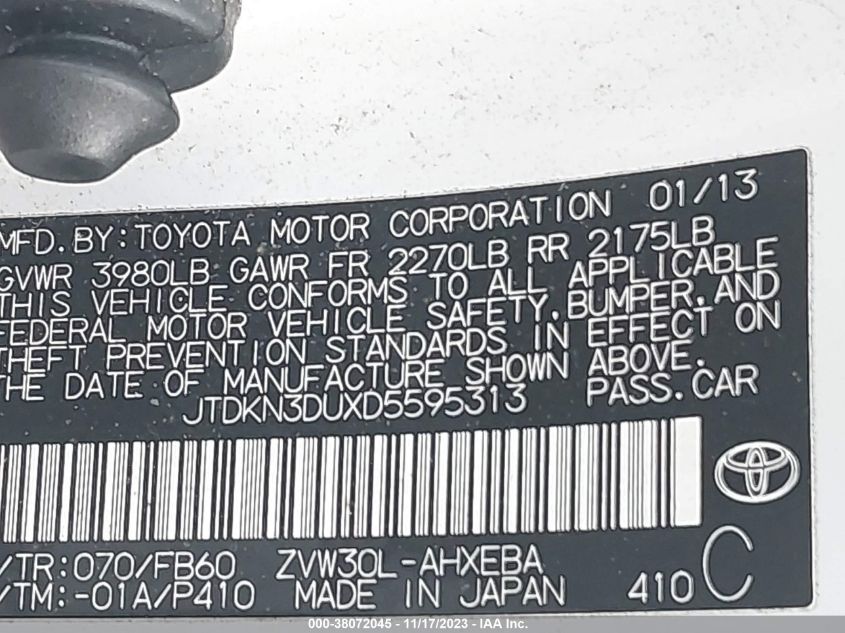 MFD. BY: TOYOTA MOTOR CORPORATION 01/13
GVWR 3980LB GAWR FR 2270LB RR 2175LB
THIS VEHICLE CONFORMS TO ALL APPLICABLE
FEDERAL MOTOR VEHICLE SAFETY, BUMPER, AND
THEFT PREVENTION STANDARDS IN EFFECT ON
THE DATE OF MANUFACTURE SHOWN ABOVE.
JTDKN3DUXD5595313 PASS. CAR
/TR: 070/FB60 ZVW30L-AHXEBA C
/TM: -01A/P410 MADE IN JAPAN 410
000-38072045 - 11/17/2023 - IAA Inc.